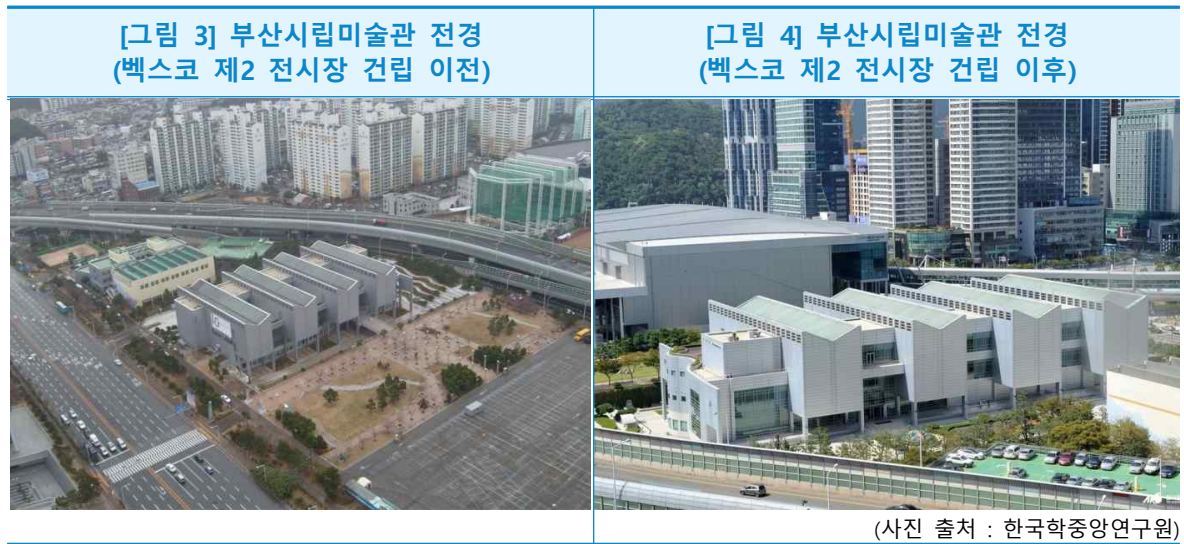 [그림 3] 부산시립미술관 전경
(벡스코 제2 전시장 건립 이전)
[그림 4] 부산시립미술관 전경
(벡스코 제2 전시장 건립 이후)
(사진 출처 : 한국학중앙연구원)